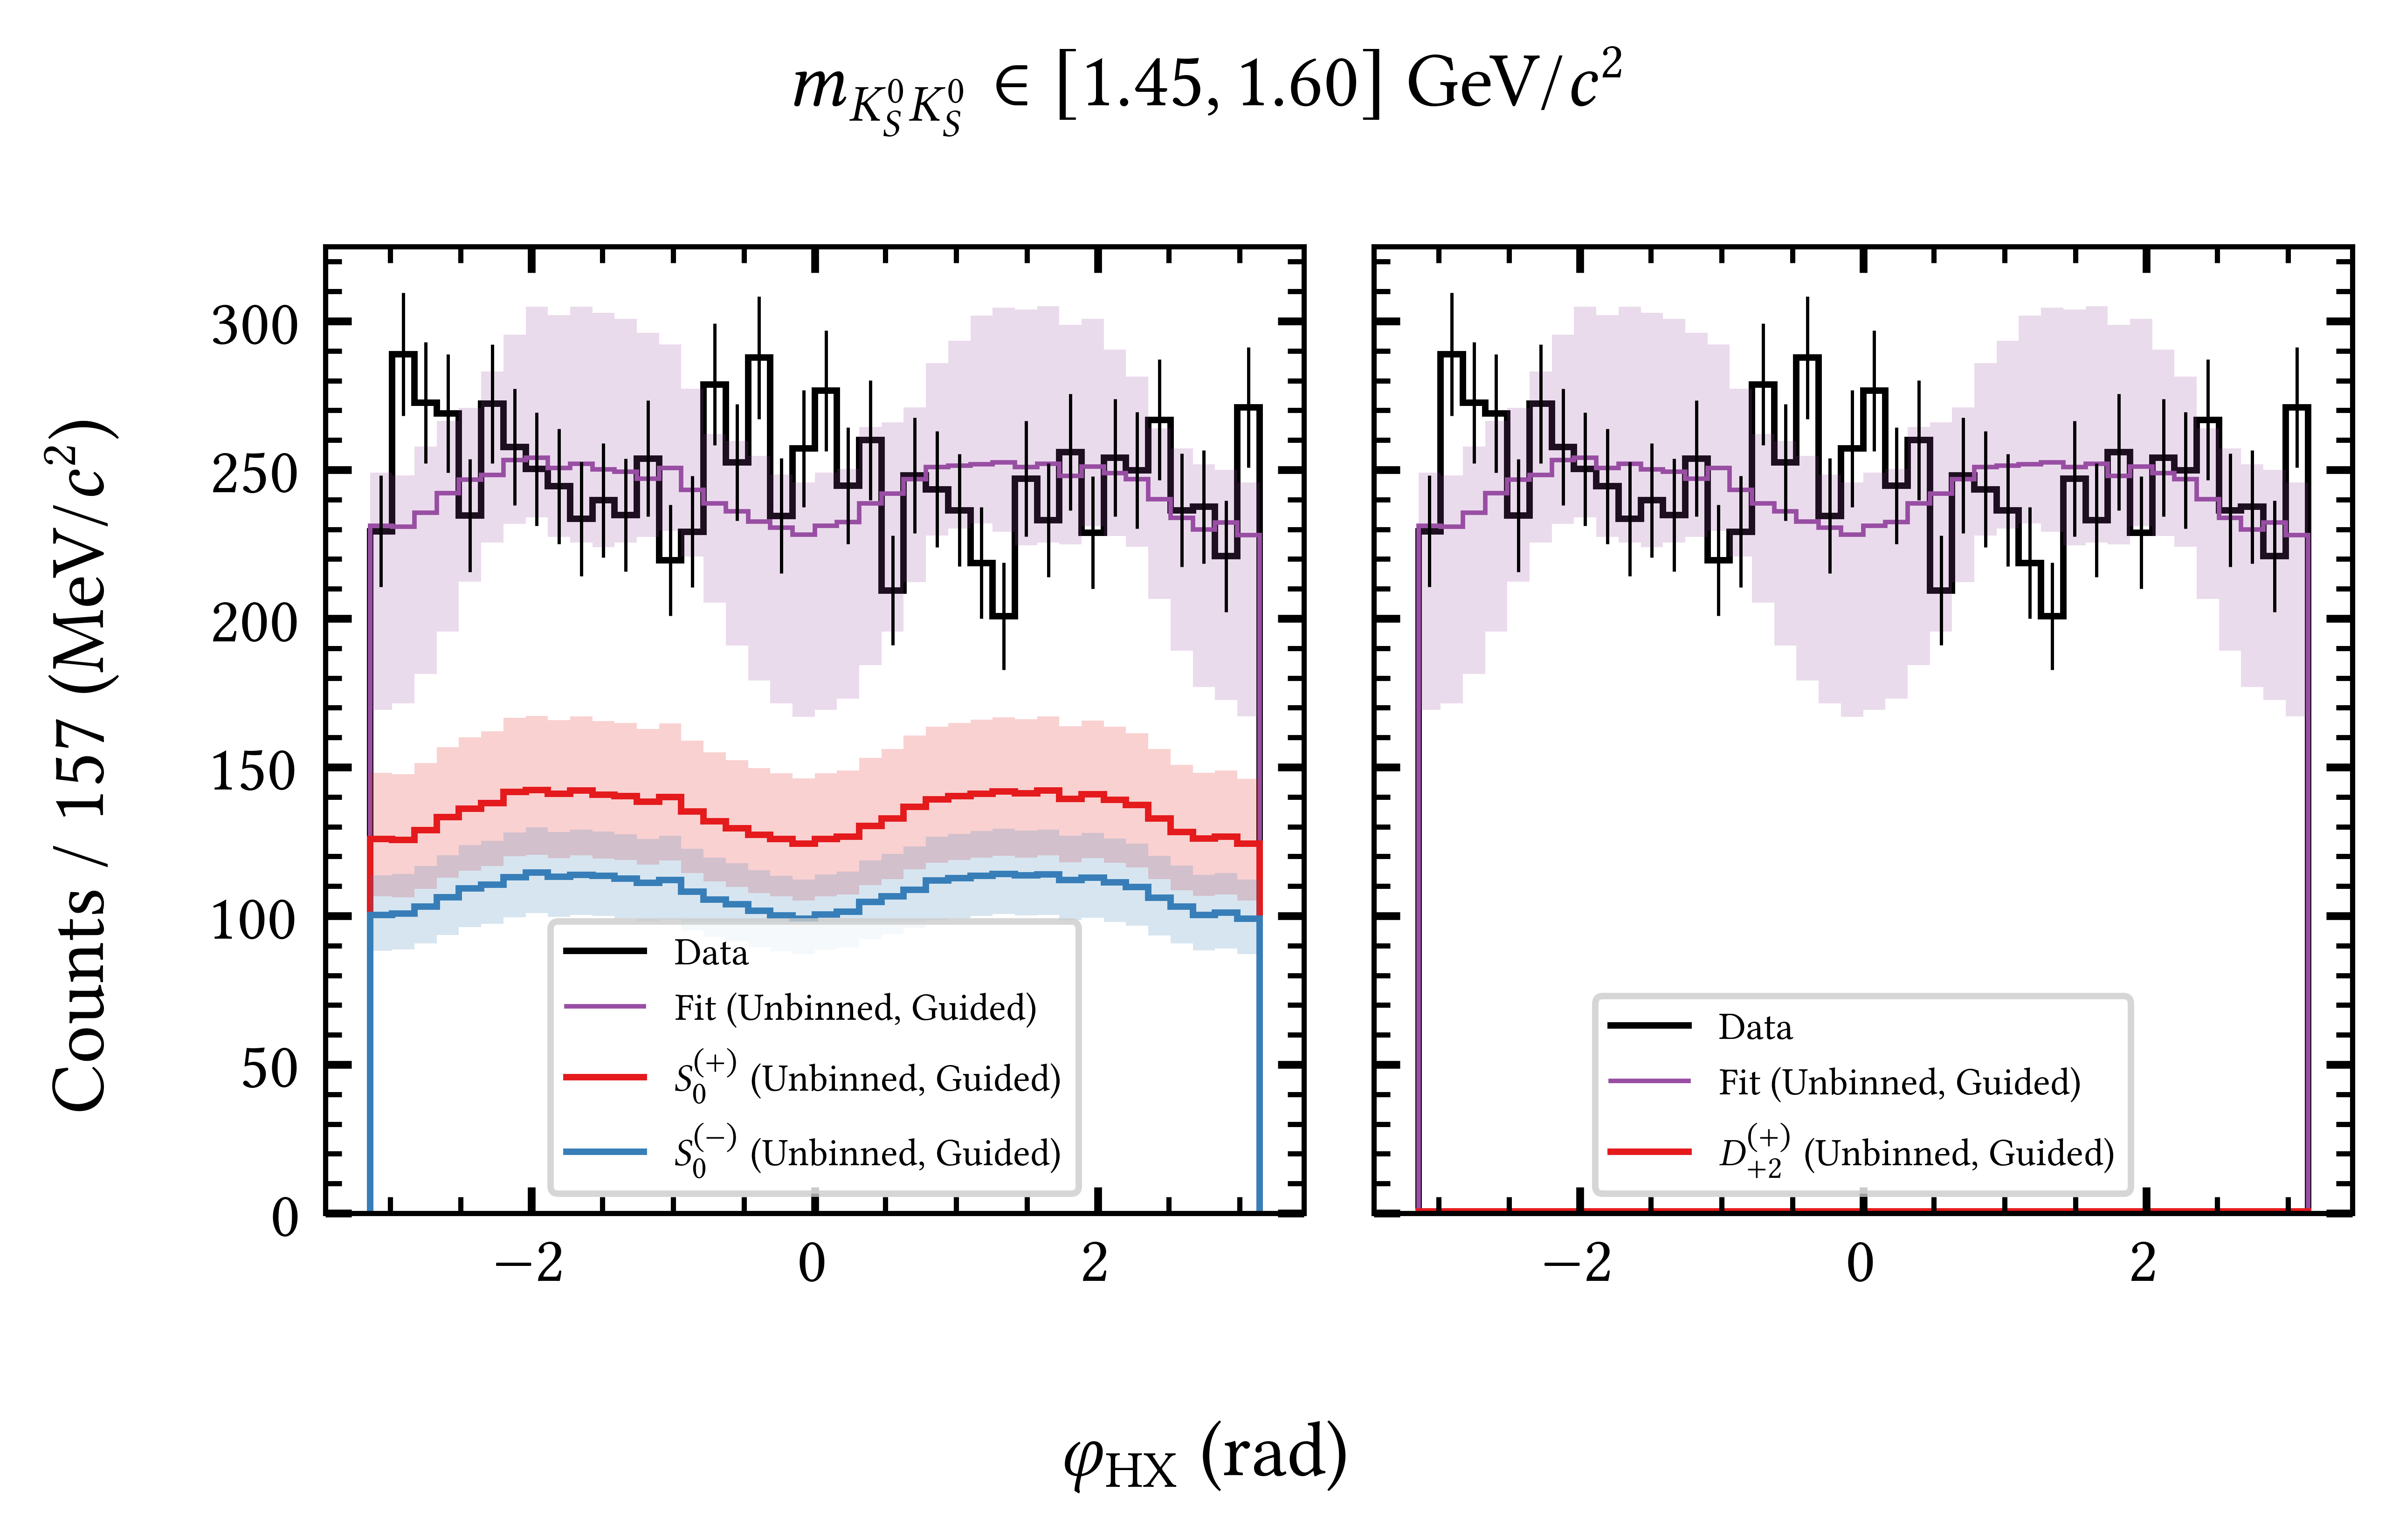 m_{K_S^0 K_S^0} ∈ [1.45, 1.60] GeV/c²
Counts / 157 (MeV/c²)
300
250
200
150
100
50
0
Data
Fit (Unbinned, Guided)
S_0^{(+)} (Unbinned, Guided)
S_0^{(−)} (Unbinned, Guided)
−2 0 2
Data
Fit (Unbinned, Guided)
D_{+2}^{(+)} (Unbinned, Guided)
−2 0 2
φ_{HX} (rad)